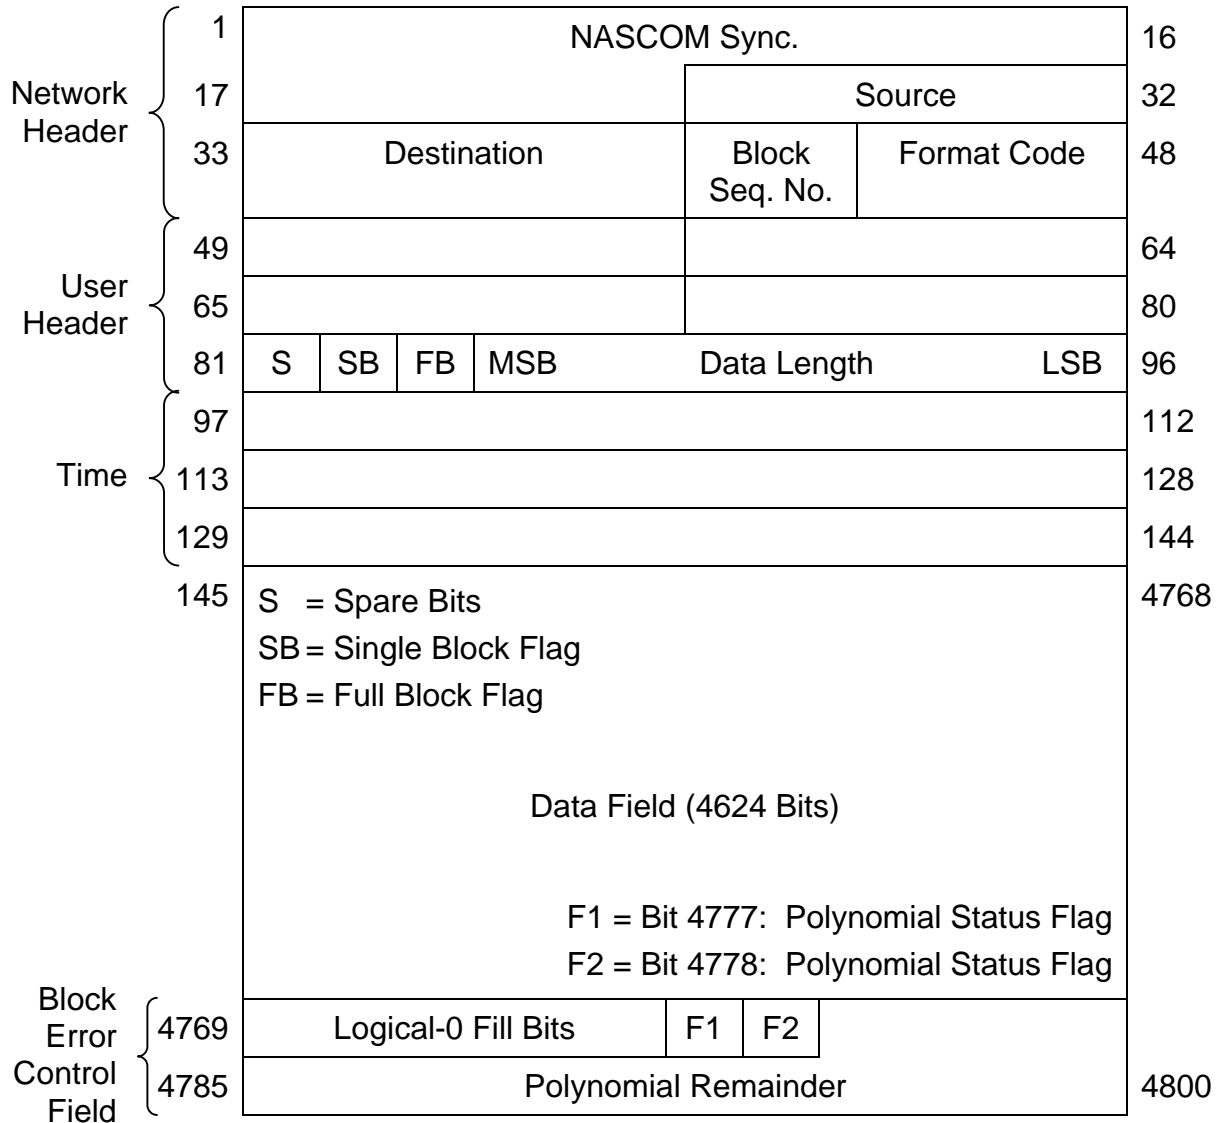 1 NASCOM Sync. 16
Network Header
17 Source 32
33 Destination Block Seq. No. Format Code 48
49 64
User Header
65 80
81 S SB FB MSB Data Length LSB 96
97 112
Time 113 128
129 144
145 S = Spare Bits 4768
SB = Single Block Flag
FB = Full Block Flag
Data Field (4624 Bits)
F1 = Bit 4777: Polynomial Status Flag
F2 = Bit 4778: Polynomial Status Flag
Block Error Control Field
4769 Logical-0 Fill Bits F1 F2
4785 Polynomial Remainder 4800